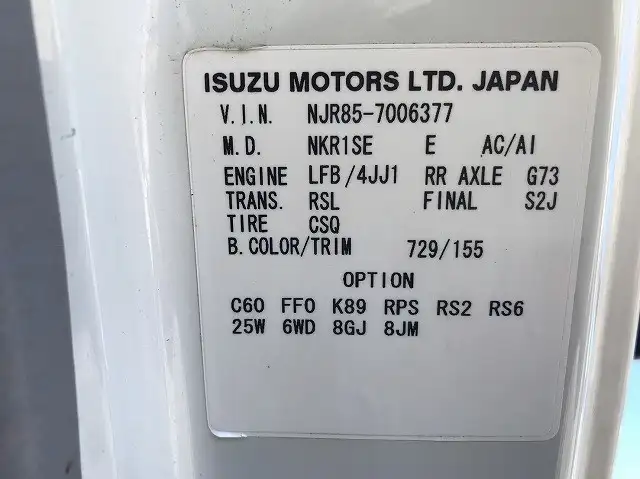 ISUZU MOTORS LTD. JAPAN
V.I.N. NJR85-7006377
M.D. NKR1SE E AC/AI
ENGINE LFB/4JJ1 RR AXLE G73
TRANS. RSL FINAL S2J
TIRE CSQ
B.COLOR/TRIM 729/155
OPTION
C60 FFO K89 RPS RS2 RS6
25W 6WD 8GJ 8JM